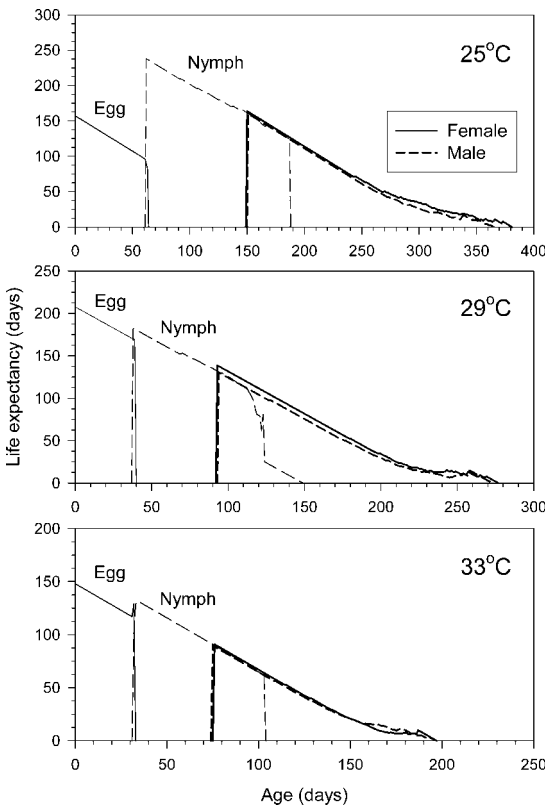 300
250
200
150
100
50
0
25°C
Egg
Nymph
Female
Male
0 50 100 150 200 250 300 350 400
250
200
150
100
50
0
29°C
Egg
Nymph
Life expectancy (days)
0 50 100 150 200 250 300
200
150
100
50
0
33°C
Egg
Nymph
0 50 100 150 200 250
Age (days)